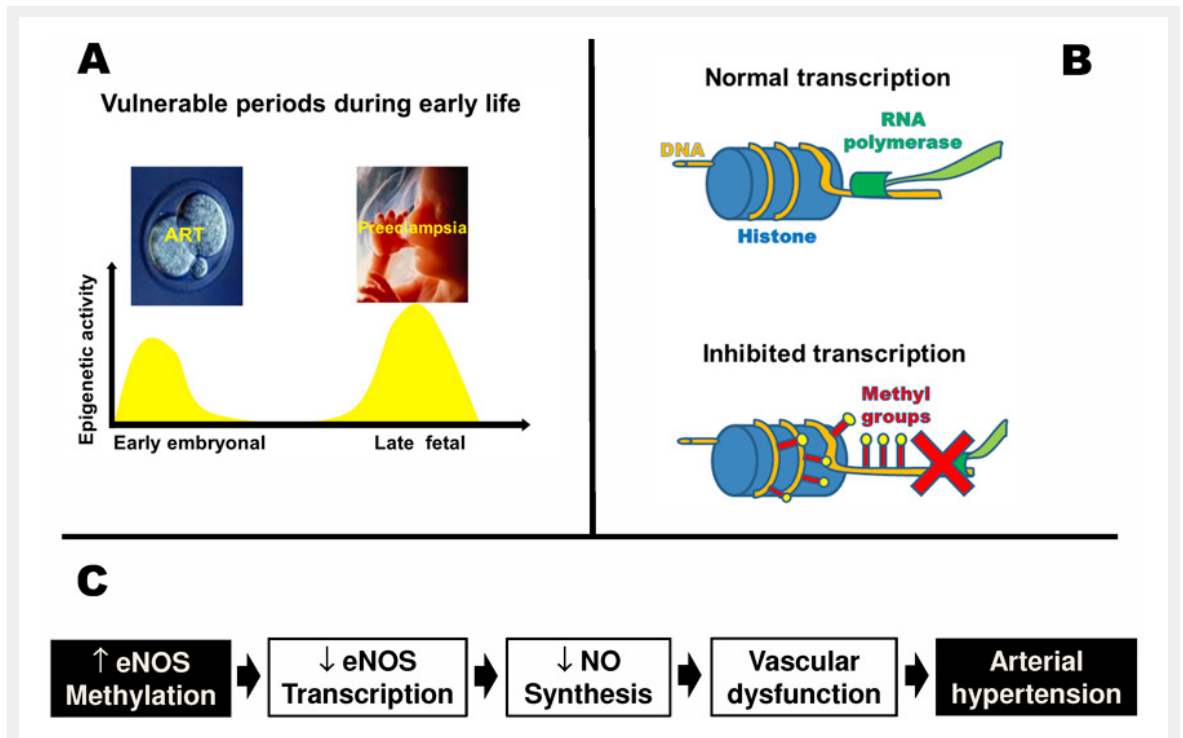 A
Vulnerable periods during early life
ART
Preeclampsia
Epigenetic activity
Early embryonal
Late fetal
B
Normal transcription
RNA
polymerase
DNA
Histone
Inhibited transcription
Methyl
groups
C
↑ eNOS
Methylation
↓ eNOS
Transcription
↓ NO
Synthesis
Vascular
dysfunction
Arterial
hypertension